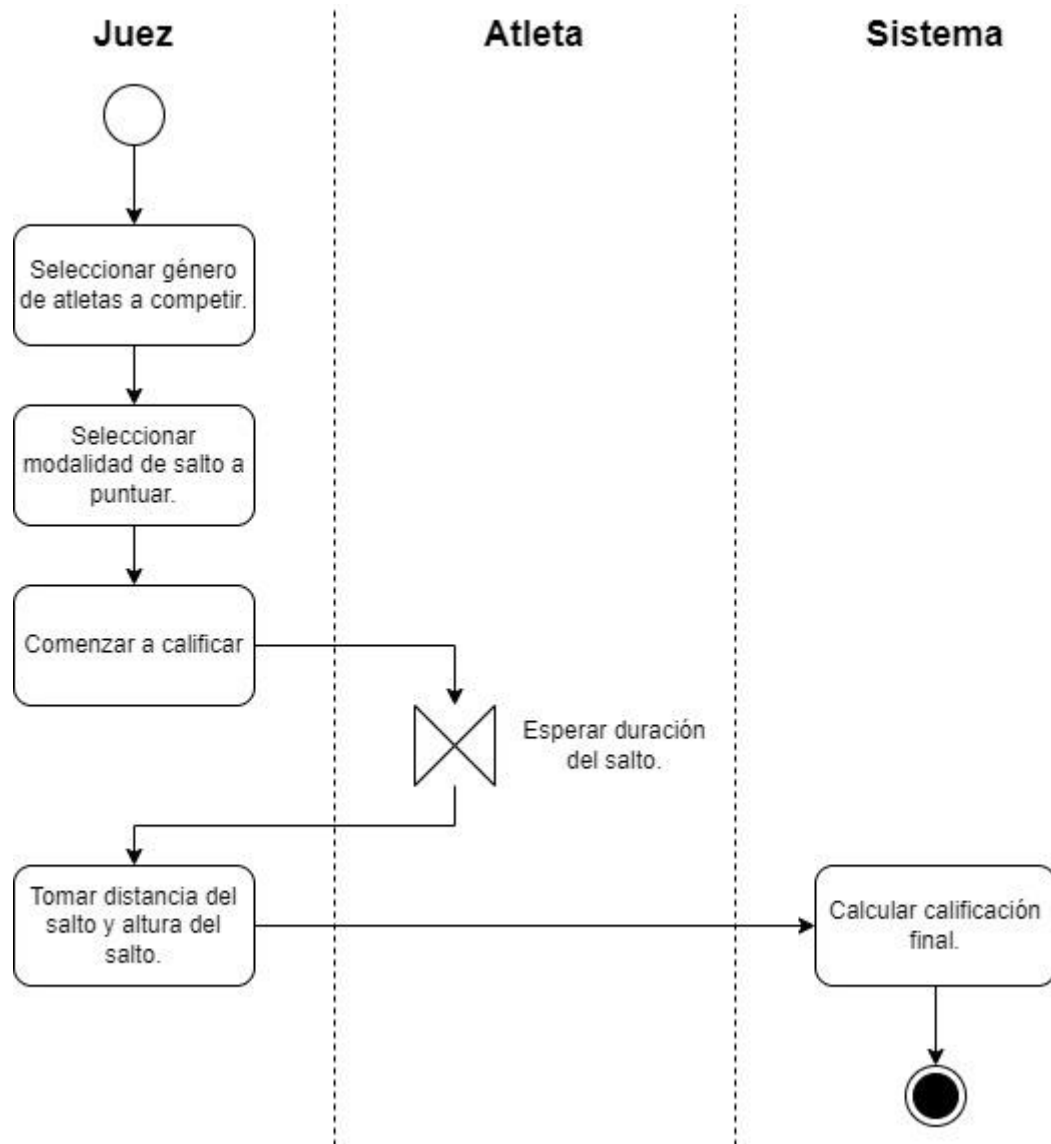 Juez
Atleta
Sistema
Seleccionar género
de atletas a competir.
Seleccionar
modalidad de salto a
puntuar.
Comenzar a calificar
Esperar duración
del salto.
Tomar distancia del
salto y altura del
salto.
Calcular calificación
final.